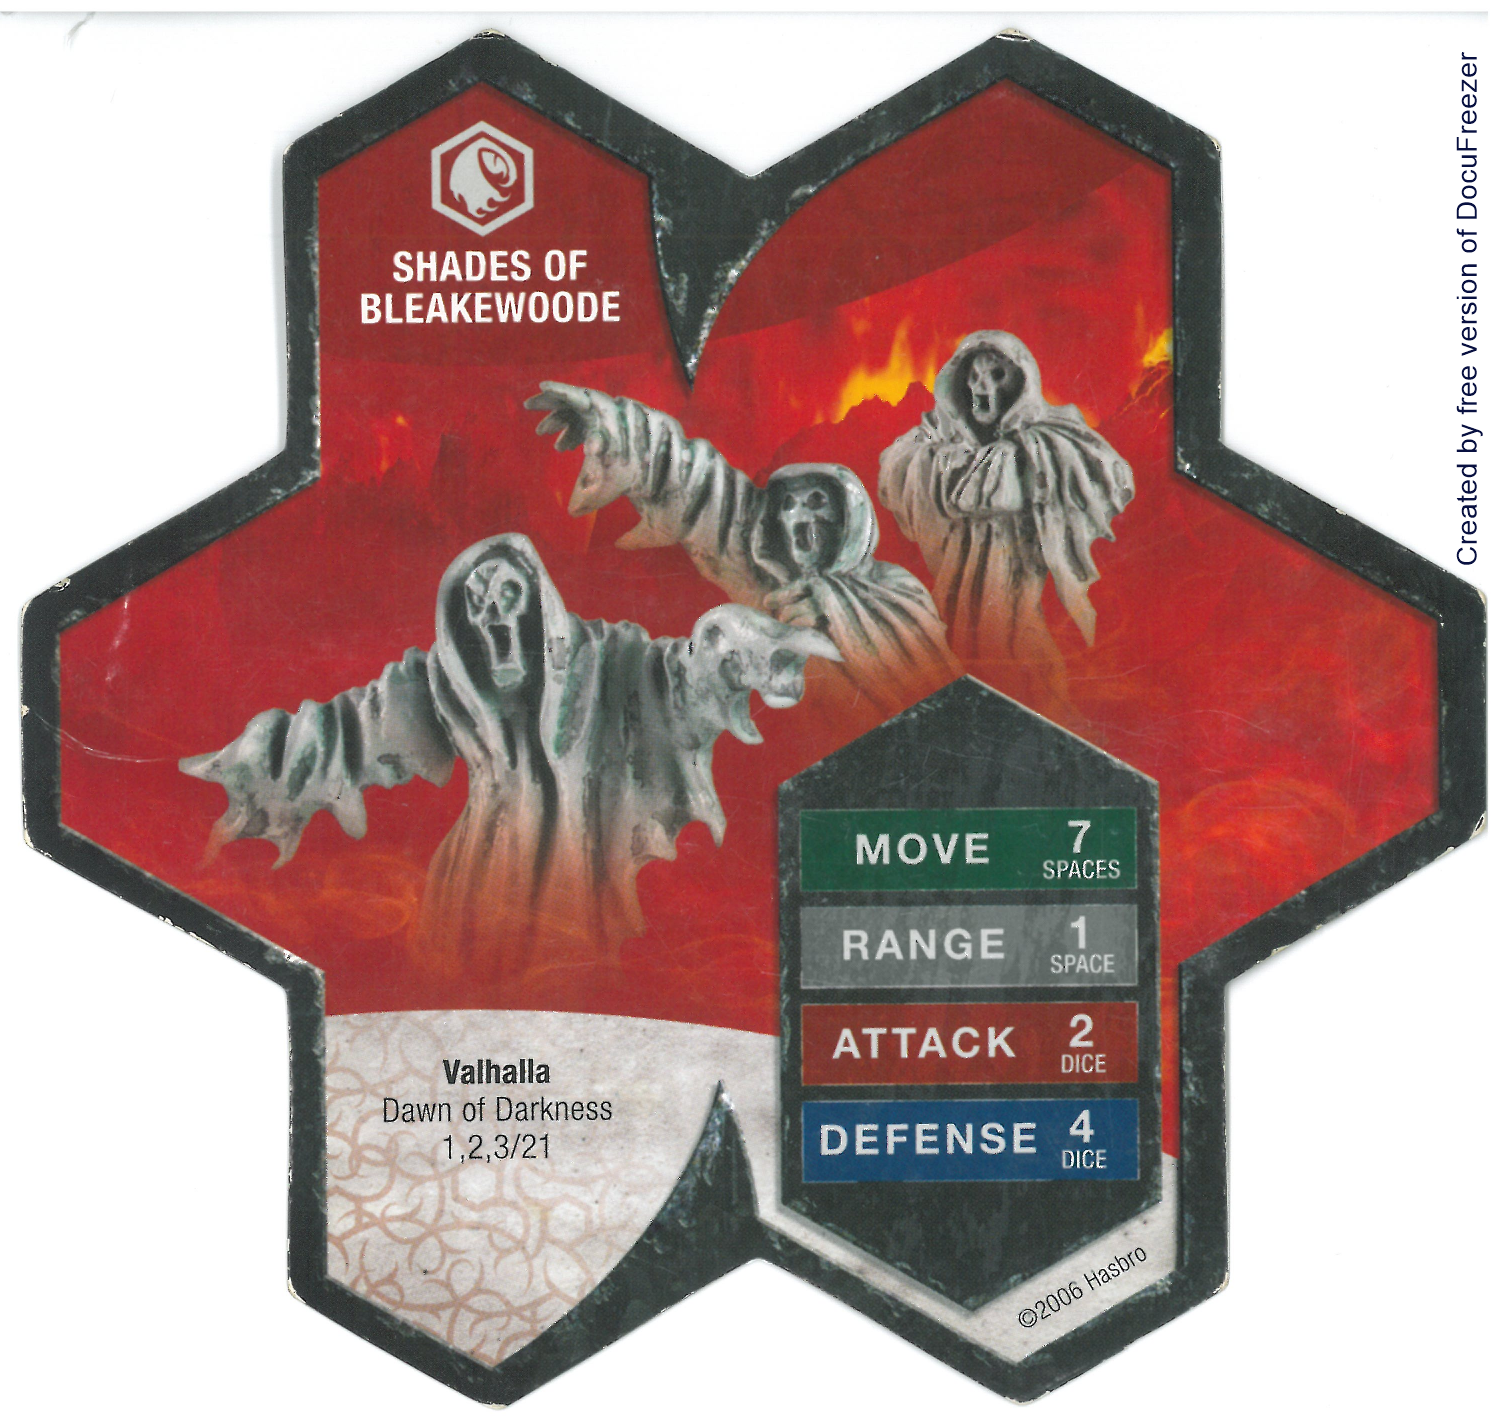 SHADES OF
BLEAKEWOODE
MOVE 7
SPACES
RANGE 1
SPACE
ATTACK 2
DICE
DEFENSE 4
DICE
Valhalla
Dawn of Darkness
1,2,3/21
©2006 Hasbro
Created by free version of DocuFreezer